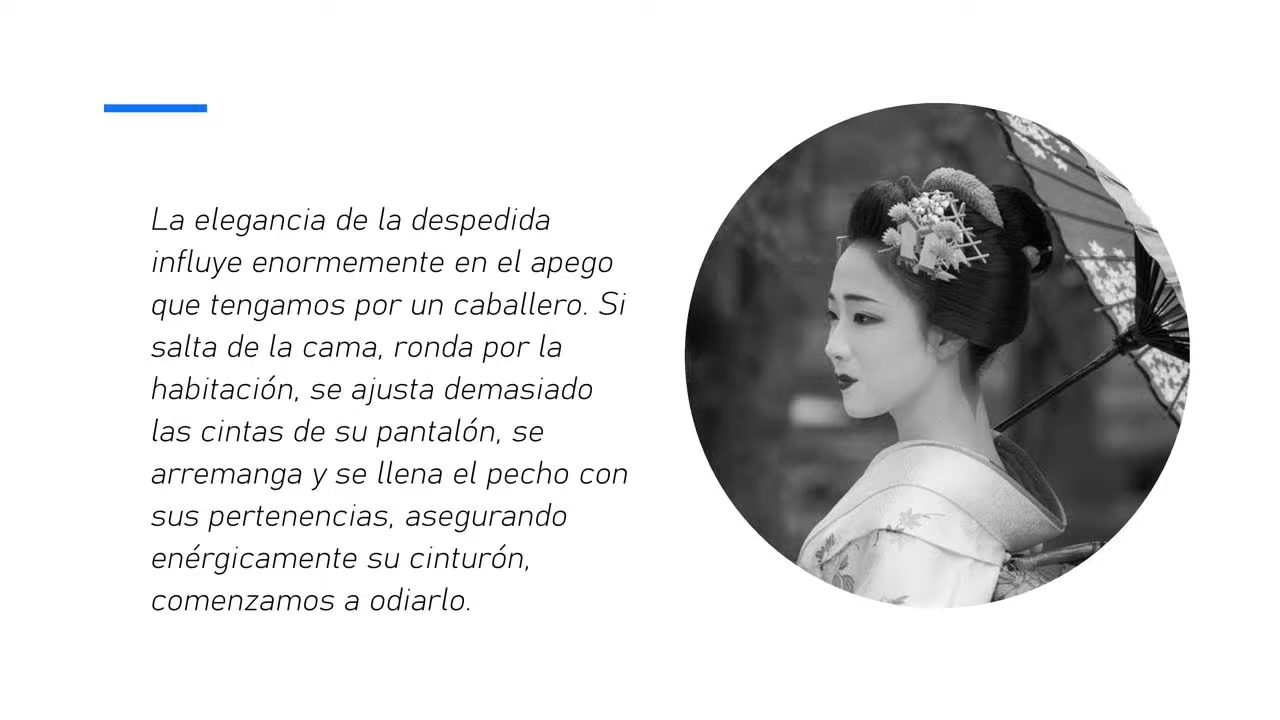 La elegancia de la despedida
influye enormemente en el apego
que tengamos por un caballero. Si
salta de la cama, ronda por la
habitación, se ajusta demasiado
las cintas de su pantalón, se
arremanga y se llena el pecho con
sus pertenencias, asegurando
enérgicamente su cinturón,
comenzamos a odiarlo.